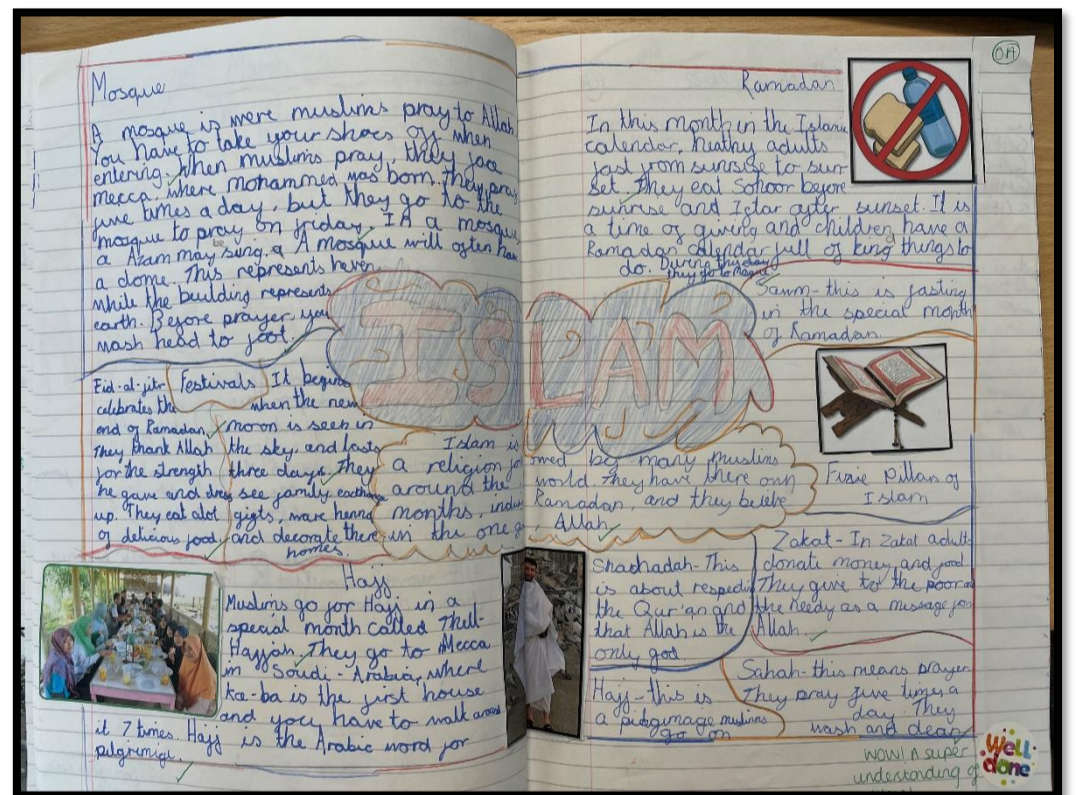 Mosque
A mosque is were muslims pray to Allah
You have to take your shoes off when
entering. When muslims pray, they face
mecca, where mohammed was born. They pray
five times a day, but they go to the
mosque to pray on friday. IA a mosque,
a Azam may be sung. A mosque will often have
a dome. This represents heven
while the building represents
earth. Before prayer you
wash head to foot.
Festivals
Eid-al-fitr
celebrates the
end of Ramadan.
They thank Allah
for the strength
he gave and dress
up. They eat alot
of delicious food,
It begins
when the new
moon is seen in
the sky, and lasts
three days. They
see family,
gifts, ware henna
and decorate there
homes.
Hajj
Muslims go for Hajj in a
special month called Thell-
Hajjah. They go to Mecca
in Soudi-Arabia, where
ka-ba is the first house
and you have to walk around
it 7 times. Hajj is the Arabic word for
pilgrimige.
ISLAM
Islam is
a religion followed by many muslims
around the world. They have there own
months, Ramadan, and they believe
in the one god, Allah
OA
Ramadan
In this month in the Islamic
calendar, heathy adults
fast from sunrise to sun-
set. They eat Sohoor before
sunrise and Iftar after sunset. It is
a time of giving and children have a
Ramadan calendar full of kind things to
do. During this day
they go to Mosque
Sawm-this is fasting
in the special month
of Ramadan.
Five Pillars of
Islam
Shachadah-This
is about respecting
the Qur'an and
that Allah is the
only god
Zakat-In Zakat adults
donate money and food
They give to the poor and
the needy as a message for
Allah.
Hajj-this is
a pilgrimage muslims
go on
Sahah-this means prayer
They pray five times a
day. They
wash and clean
WOW! A super
understanding of
Well
done